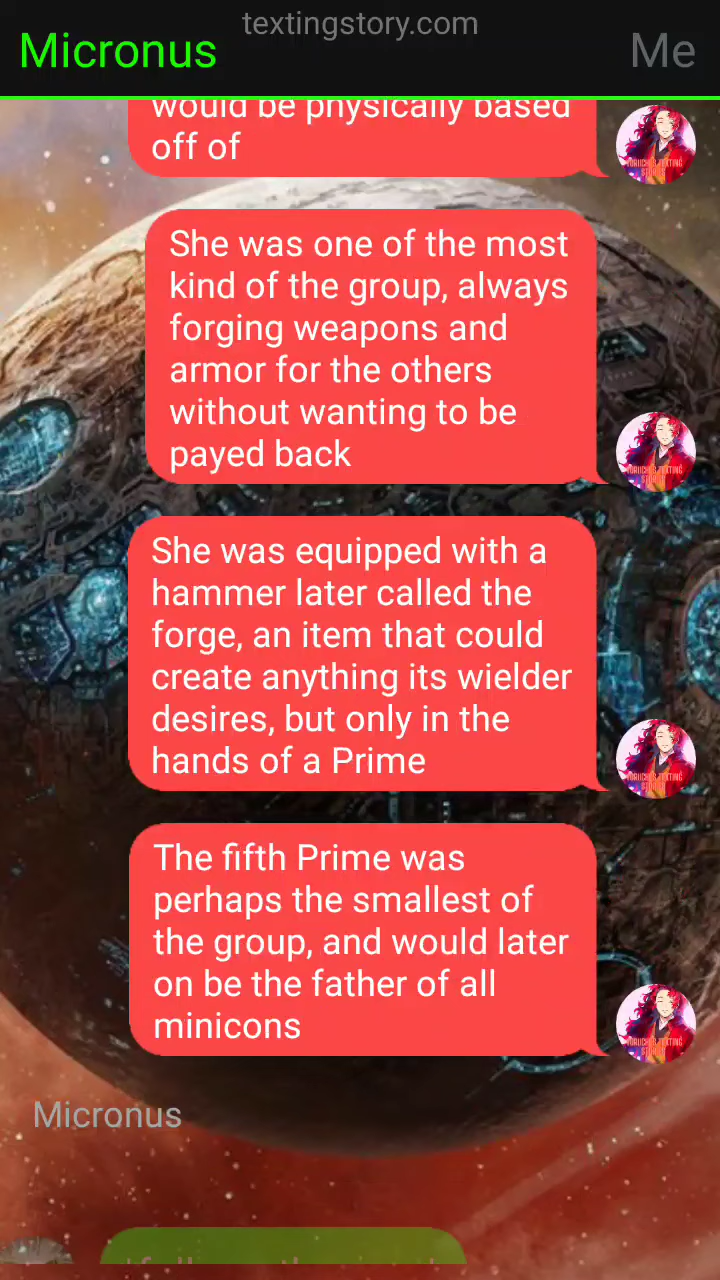 textingstory.com
Micronus
Me
would be physically based
off of
She was one of the most
kind of the group, always
forging weapons and
armor for the others
without wanting to be
payed back
She was equipped with a
hammer later called the
forge, an item that could
create anything its wielder
desires, but only in the
hands of a Prime
The fifth Prime was
perhaps the smallest of
the group, and would later
on be the father of all
minicons
Micronus